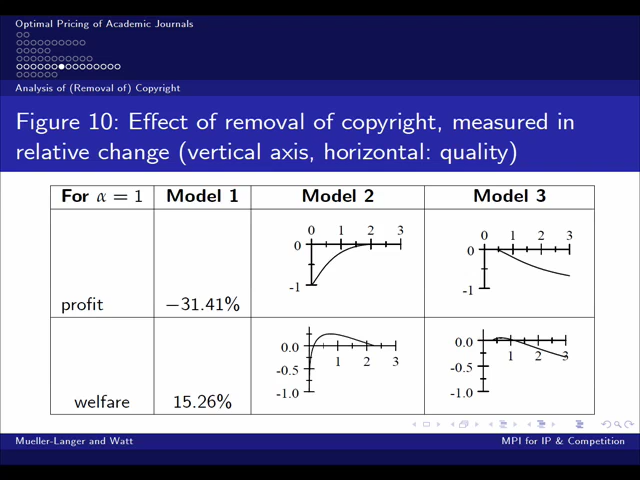 Optimal Pricing of Academic Journals
Analysis of (Removal of) Copyright
Figure 10: Effect of removal of copyright, measured in
relative change (vertical axis, horizontal: quality)
For α = 1 Model 1 Model 2 Model 3
0 1 2 3
0
-1
0 1 2 3
0
-1
profit −31.41%
0.0
-0.5
-1.0
1 2 3
0.0
-0.5
-1.0
1 2 3
welfare 15.26%
Mueller-Langer and Watt MPI for IP & Competition